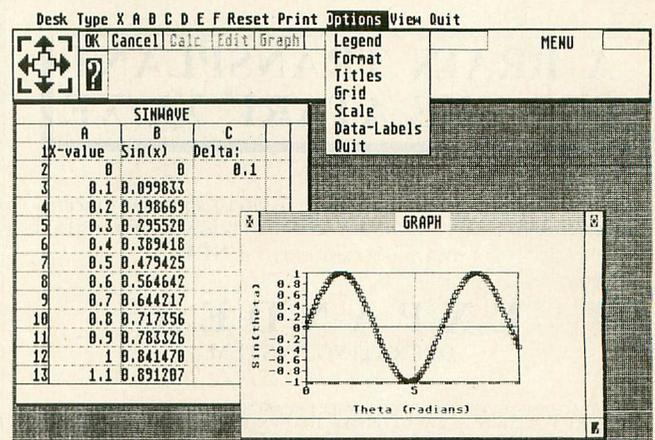 Desk Type X A B C D E F Reset Print Options View Quit
OK Cancel Calc Edit Graph
?
MENU
Legend
Format
Titles
Grid
Scale
Data-Labels
Quit
SINWAVE
A B C
1 X-value Sin(x) Delta:
2 0 0 0.1
3 0.1 0.099833
4 0.2 0.198669
5 0.3 0.295520
6 0.4 0.389418
7 0.5 0.479425
8 0.6 0.564642
9 0.7 0.644217
10 0.8 0.717356
11 0.9 0.783326
12 1 0.841470
13 1.1 0.891207
GRAPH
1
0.8
0.6
0.4
0.2
0
-0.2
-0.4
-0.6
-0.8
-1
0 5
Sin(theta)
Theta (radians)